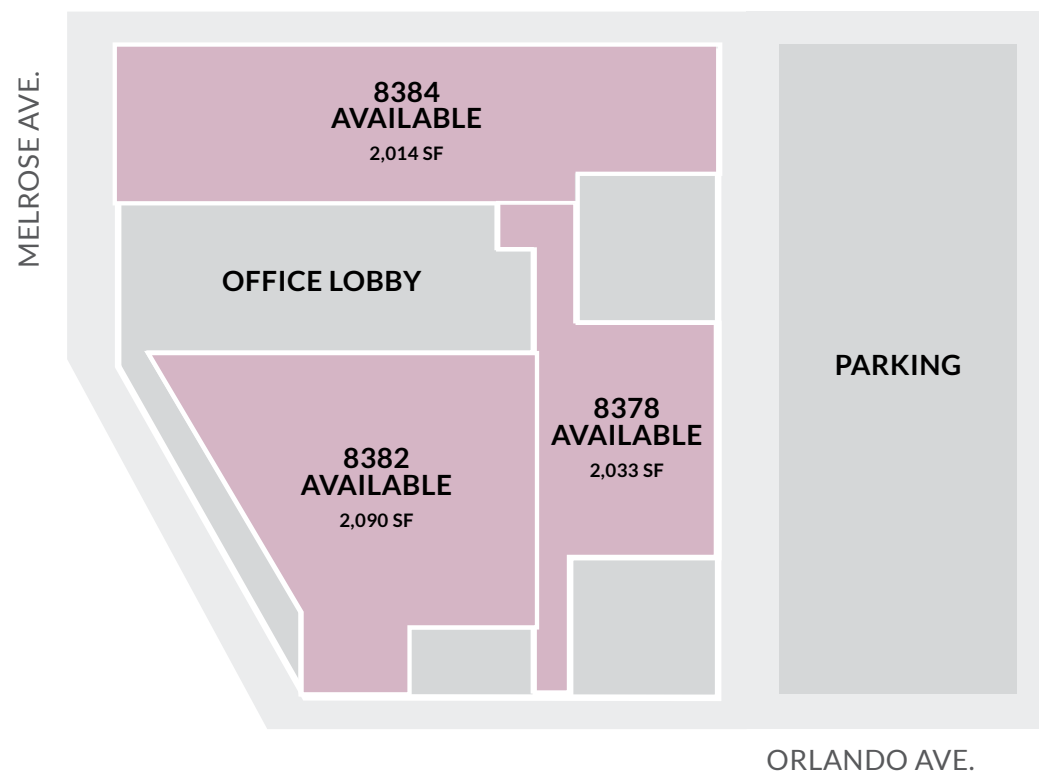 MELROSE AVE.
8384
AVAILABLE
2,014 SF
OFFICE LOBBY
PARKING
8378
AVAILABLE
2,033 SF
8382
AVAILABLE
2,090 SF
ORLANDO AVE.